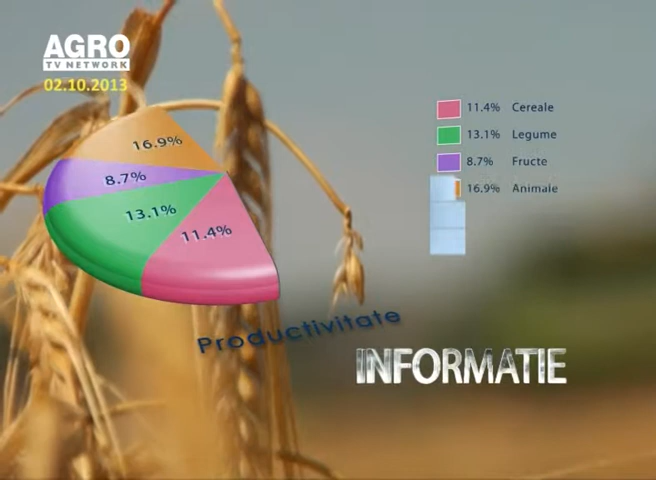 AGRO
TV NETWORK
02.10.2013
16.9%
8.7%
13.1%
11.4%
11.4% Cereale
13.1% Legume
8.7% Fructe
16.9% Animale
Productivitate
INFORMATIE